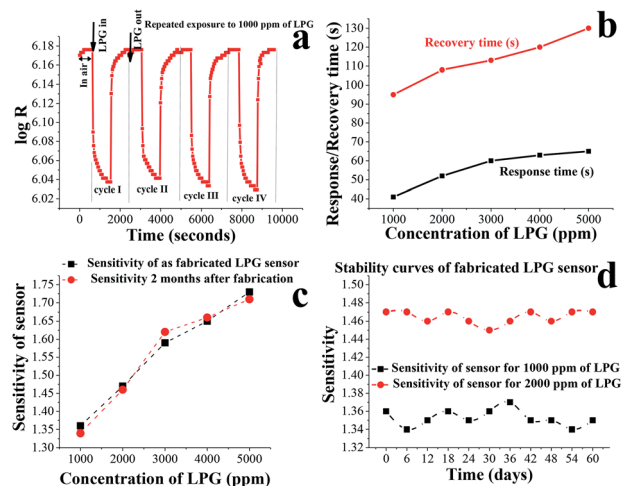 Repeated exposure to 1000 ppm of LPG
a
LPG in
LPG out
In air
log R
6.18
6.16
6.14
6.12
6.10
6.08
6.06
6.04
6.02
cycle I
cycle II
cycle III
cycle IV
0 2000 4000 6000 8000 10000
Time (seconds)
b
Response/Recovery time (s)
130
120
110
100
90
80
70
60
50
40
Recovery time (s)
Response time (s)
1000 2000 3000 4000 5000
Concentration of LPG (ppm)
Sensitivity of as fabricated LPG sensor
Sensitivity 2 months after fabrication
c
Sensitivity of sensor
1.75
1.70
1.65
1.60
1.55
1.50
1.45
1.40
1.35
1.30
1000 2000 3000 4000 5000
Concentration of LPG (ppm)
Stability curves of fabricated LPG sensor
d
Sensitivity
1.50
1.48
1.46
1.44
1.42
1.40
1.38
1.36
1.34
1.32
Sensitivity of sensor for 1000 ppm of LPG
Sensitivity of sensor for 2000 ppm of LPG
0 6 12 18 24 30 36 42 48 54 60
Time (days)